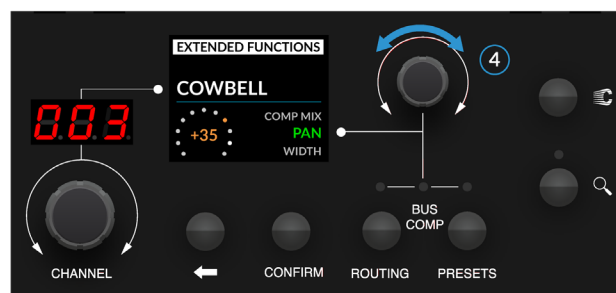 EXTENDED FUNCTIONS
4
COWBELL
003
COMP MIX
+35
PAN
WIDTH
BUS
COMP
CHANNEL
CONFIRM
ROUTING
PRESETS